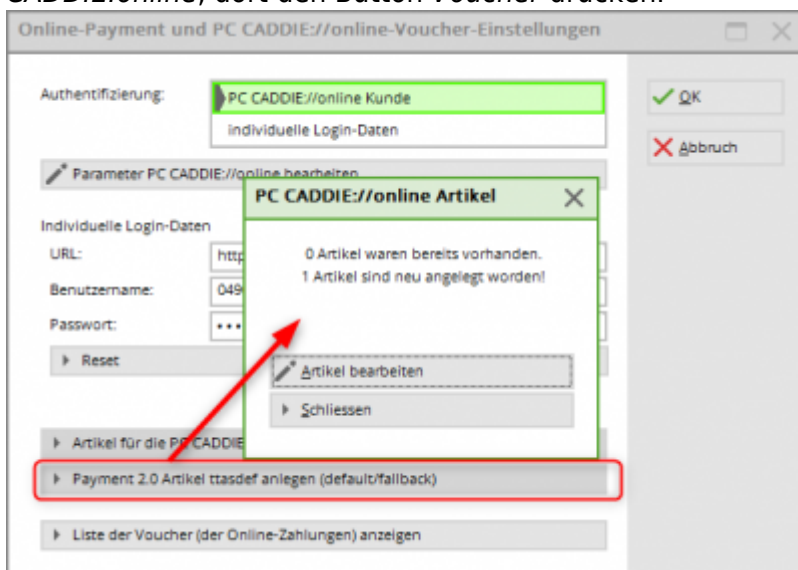 CADDIE:online, dort den Button Voucher drücken:
Online-Payment und PC CADDIE://online-Voucher-Einstellungen
Authentifizierung:
PC CADDIE://online Kunde
individuelle Login-Daten
OK
Abbruch
Parameter PC CADDIE://online bearbeiten
PC CADDIE://online Artikel
0 Artikel waren bereits vorhanden.
1 Artikel sind neu angelegt worden!
Artikel bearbeiten
Schliessen
Individuelle Login-Daten
URL:
http
Benutzername:
049
Passwort:
Reset
Artikel für die PC CADDIE
Payment 2.0 Artikel ttasdef anlegen (default/fallback)
Liste der Voucher (der Online-Zahlungen) anzeigen